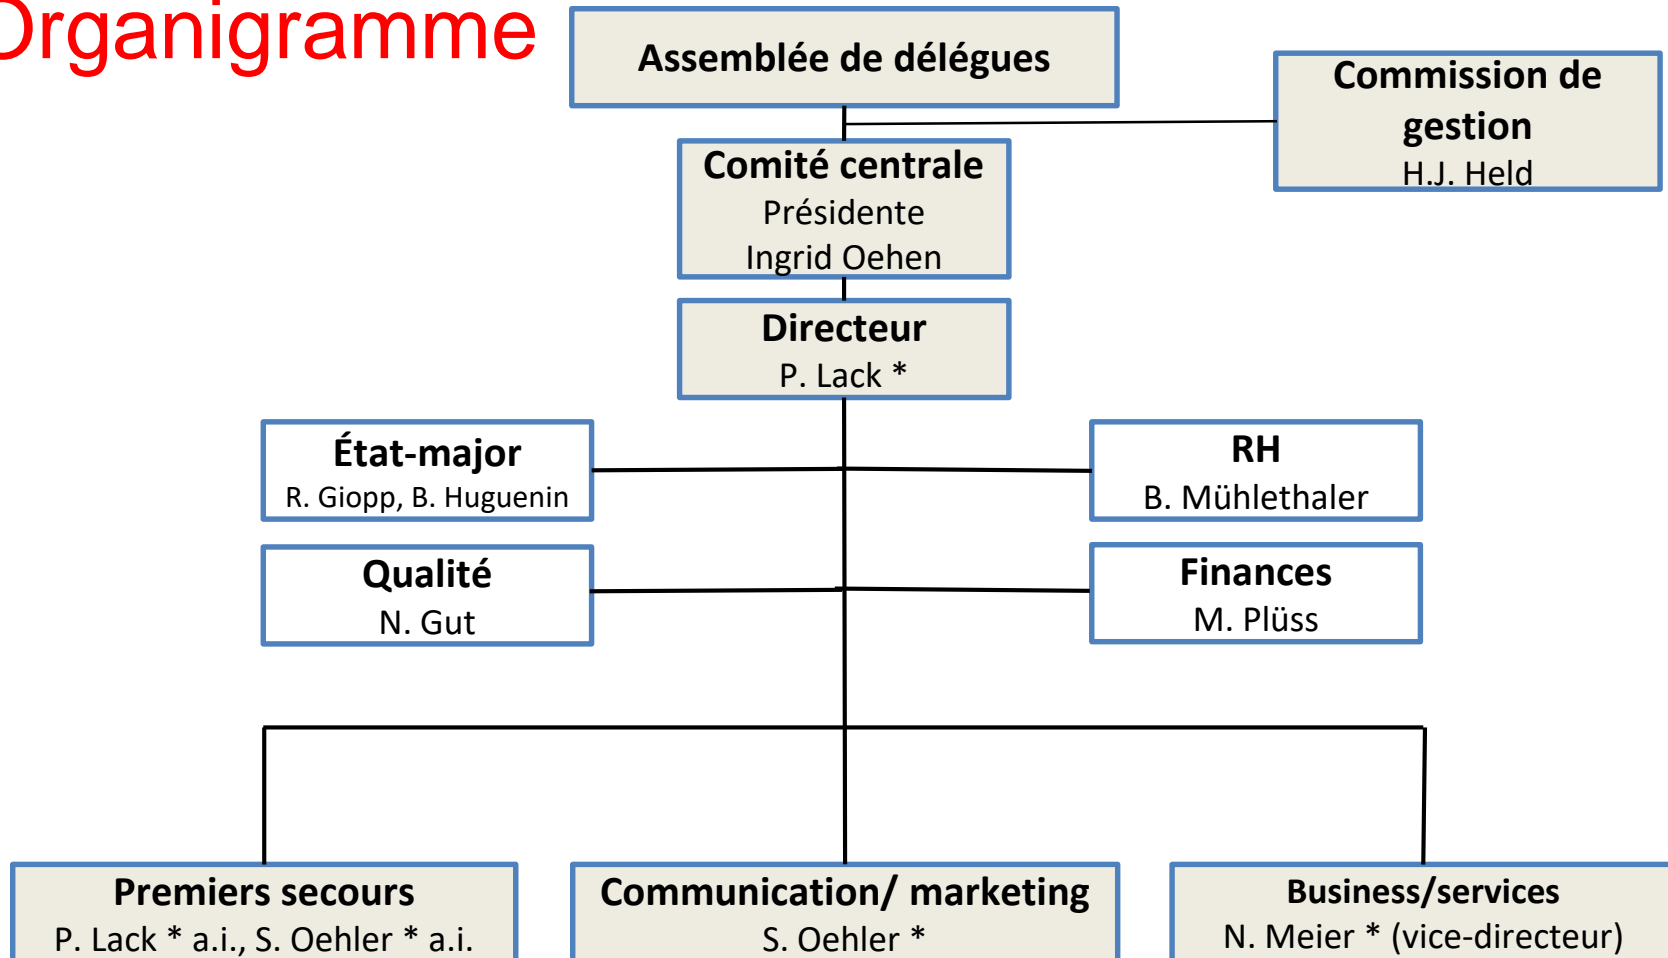 Organigramme
Assemblée de délégues
Commission de
gestion
H.J. Held
Comité centrale
Présidente
Ingrid Oehen
Directeur
P. Lack *
État-major
R. Giopp, B. Huguenin
RH
B. Mühlethaler
Qualité
N. Gut
Finances
M. Plüss
Premiers secours
P. Lack * a.i., S. Oehler * a.i.
Communication/ marketing
S. Oehler *
Business/services
N. Meier * (vice-directeur)